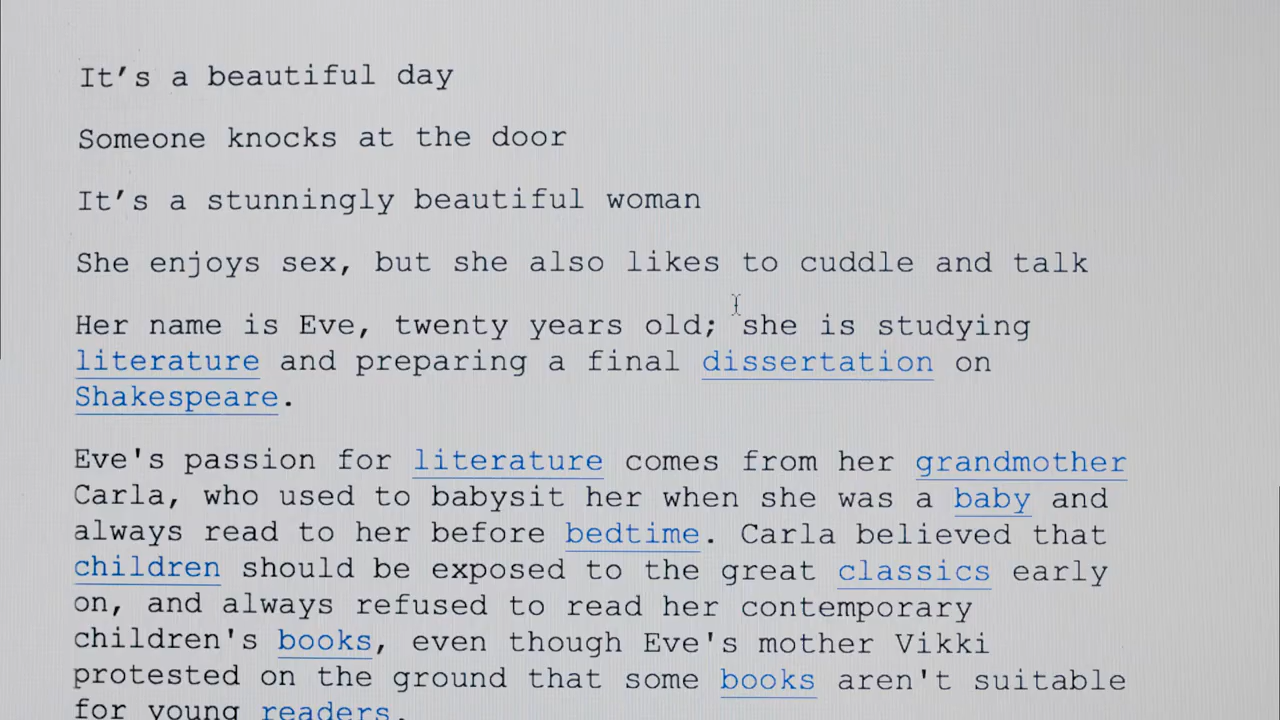 It's a beautiful day
Someone knocks at the door
It's a stunningly beautiful woman
She enjoys sex, but she also likes to cuddle and talk
Her name is Eve, twenty years old; she is studying
literature and preparing a final dissertation on
Shakespeare.
Eve's passion for literature comes from her grandmother
Carla, who used to babysit her when she was a baby and
always read to her before bedtime. Carla believed that
children should be exposed to the great classics early
on, and always refused to read her contemporary
children's books, even though Eve's mother Vikki
protested on the ground that some books aren't suitable
for young readers.